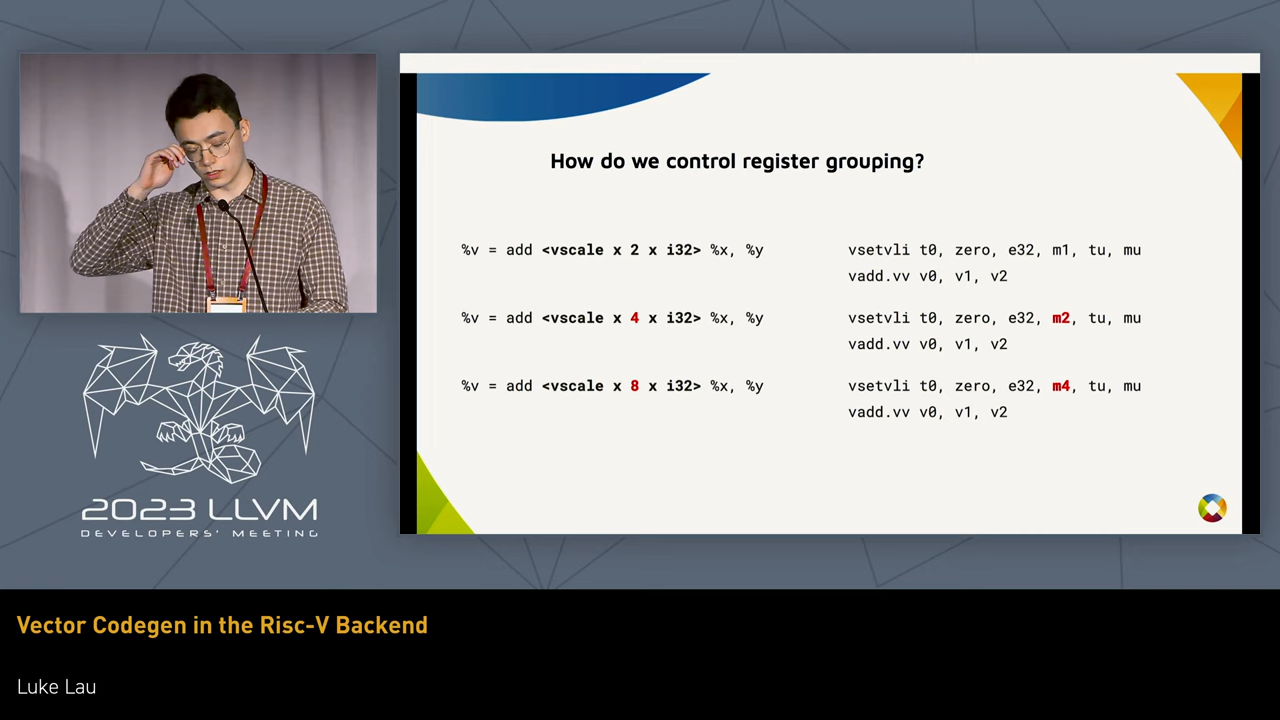 How do we control register grouping?
%v = add <vscale x 2 x i32> %x, %y
vsetvli t0, zero, e32, m1, tu, mu
vadd.vv v0, v1, v2
%v = add <vscale x 4 x i32> %x, %y
vsetvli t0, zero, e32, m2, tu, mu
vadd.vv v0, v1, v2
%v = add <vscale x 8 x i32> %x, %y
vsetvli t0, zero, e32, m4, tu, mu
vadd.vv v0, v1, v2
2023 LLVM
DEVELOPERS' MEETING
Vector Codegen in the Risc-V Backend
Luke Lau